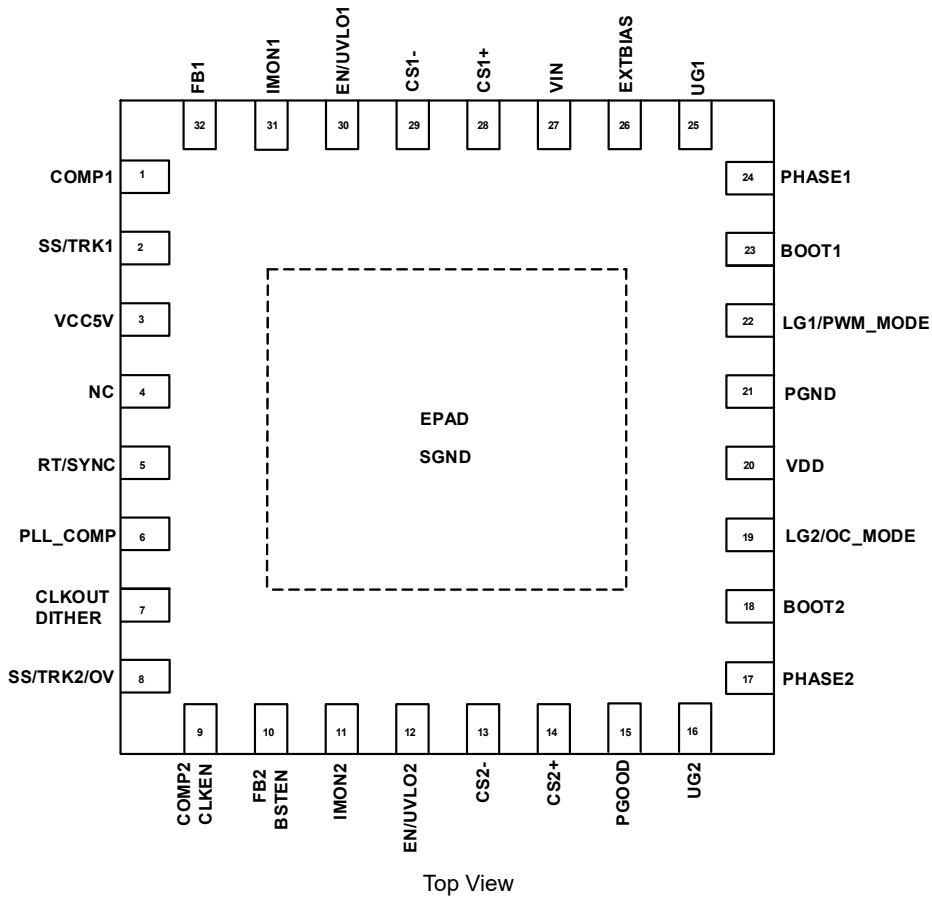 FB1
IMON1
EN/UVLO1
CS1-
CS1+
VIN
EXTBIAS
UG1
32
31
30
29
28
27
26
25
COMP1
1
SS/TRK1
2
VCC5V
3
NC
4
RT/SYNC
5
PLL_COMP
6
CLKOUT
DITHER
7
SS/TRK2/OV
8
EPAD
SGND
24
PHASE1
23
BOOT1
22
LG1/PWM_MODE
21
PGND
20
VDD
19
LG2/OC_MODE
18
BOOT2
17
PHASE2
9
10
11
12
13
14
15
16
COMP2
CLKEN
FB2
BSTEN
IMON2
EN/UVLO2
CS2-
CS2+
PGOOD
UG2
Top View